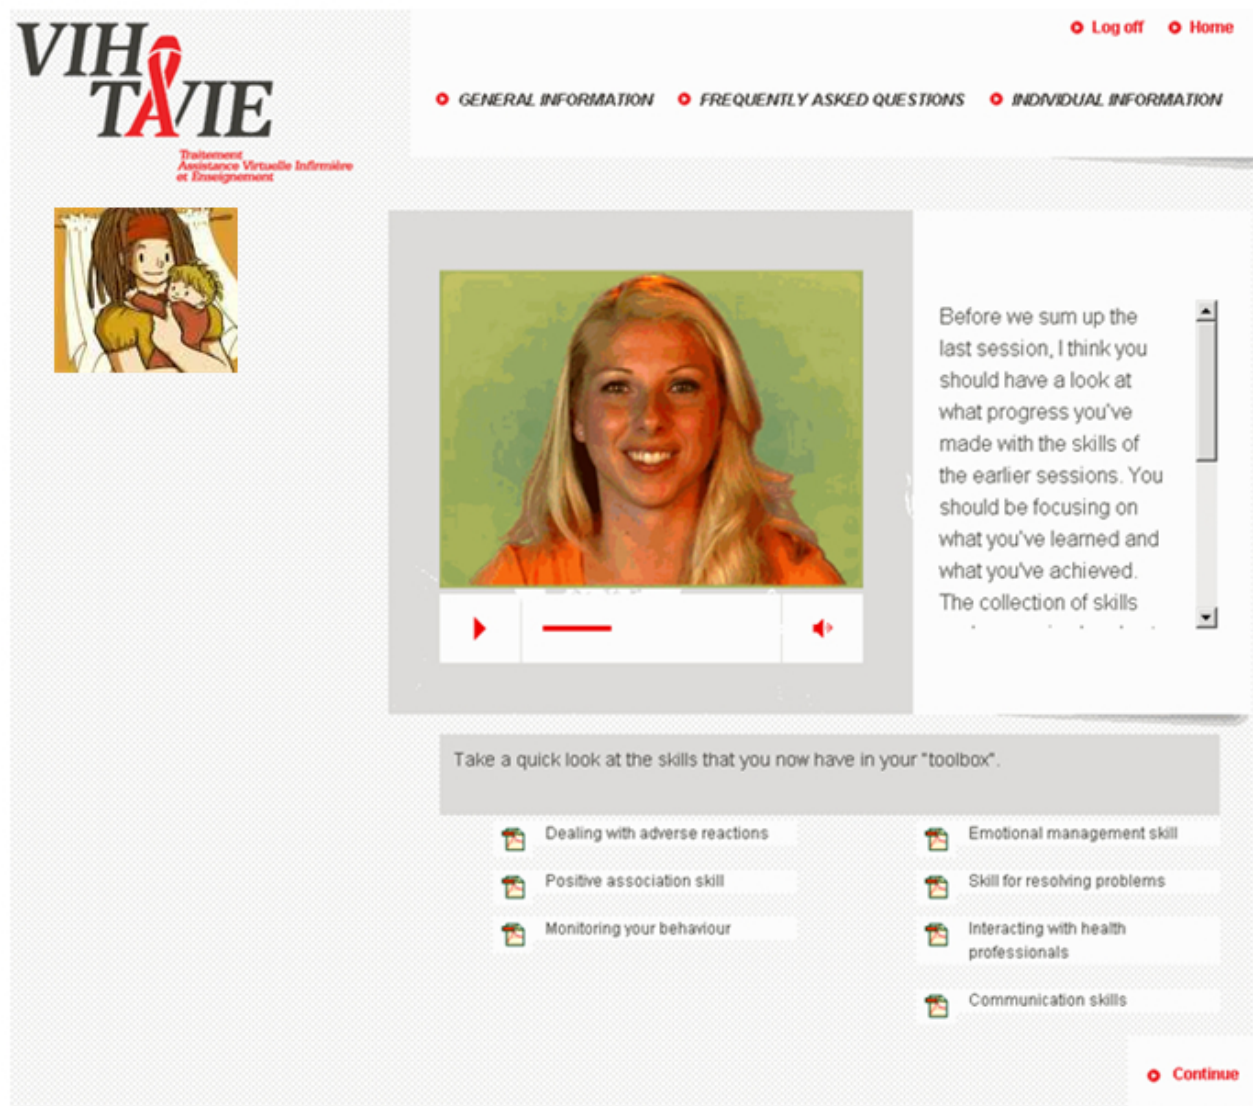 VIH
TAVIE
Traitement
Assistance Virtuelle Infirmière
et Enseignement
Log off
Home
GENERAL INFORMATION
FREQUENTLY ASKED QUESTIONS
INDIVIDUAL INFORMATION
Before we sum up the
last session, I think you
should have a look at
what progress you've
made with the skills of
the earlier sessions. You
should be focusing on
what you've learned and
what you've achieved.
The collection of skills
Take a quick look at the skills that you now have in your "toolbox".
Dealing with adverse reactions
Positive association skill
Monitoring your behaviour
Emotional management skill
Skill for resolving problems
Interacting with health
professionals
Communication skills
Continue